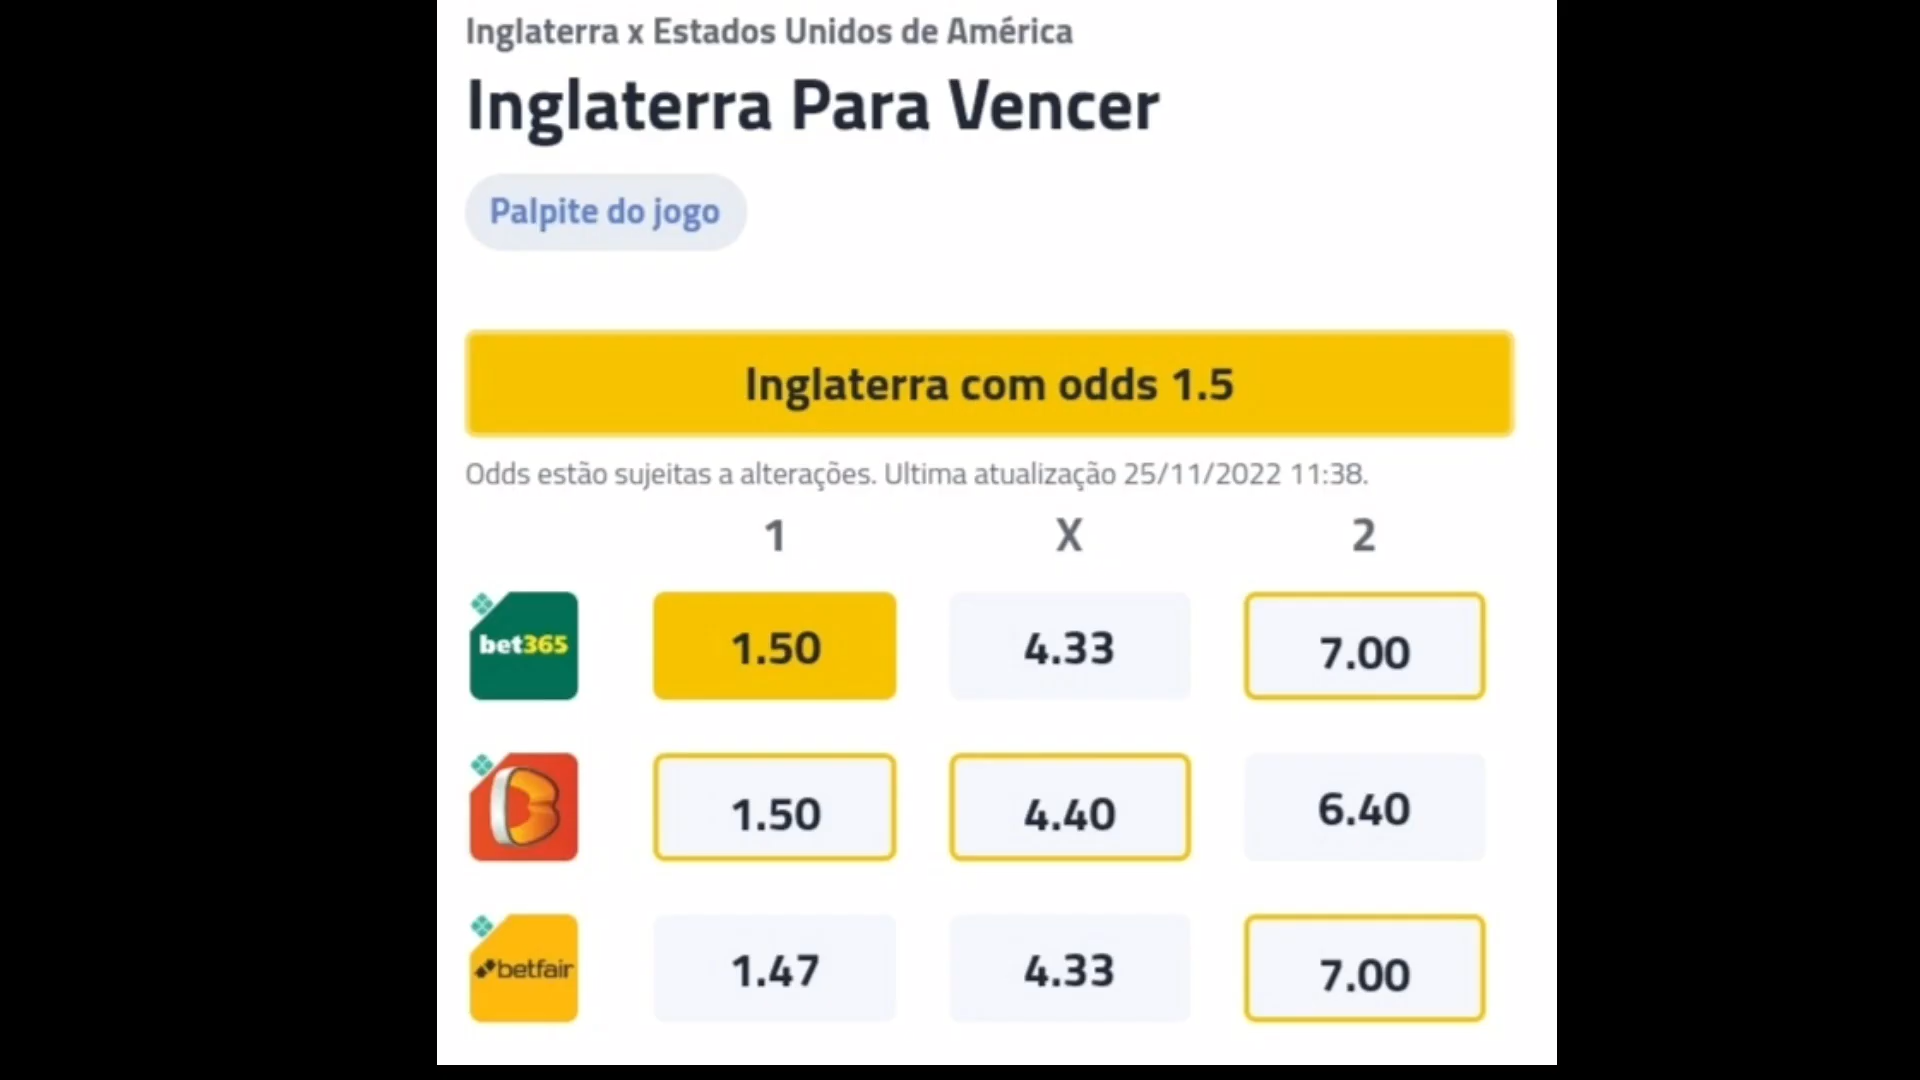 Inglaterra x Estados Unidos de América
Inglaterra Para Vencer
Palpite do jogo
Inglaterra com odds 1.5
Odds estão sujeitas a alterações. Ultima atualização 25/11/2022 11:38.
1 X 2
bet365 1.50 4.33 7.00
B 1.50 4.40 6.40
betfair 1.47 4.33 7.00